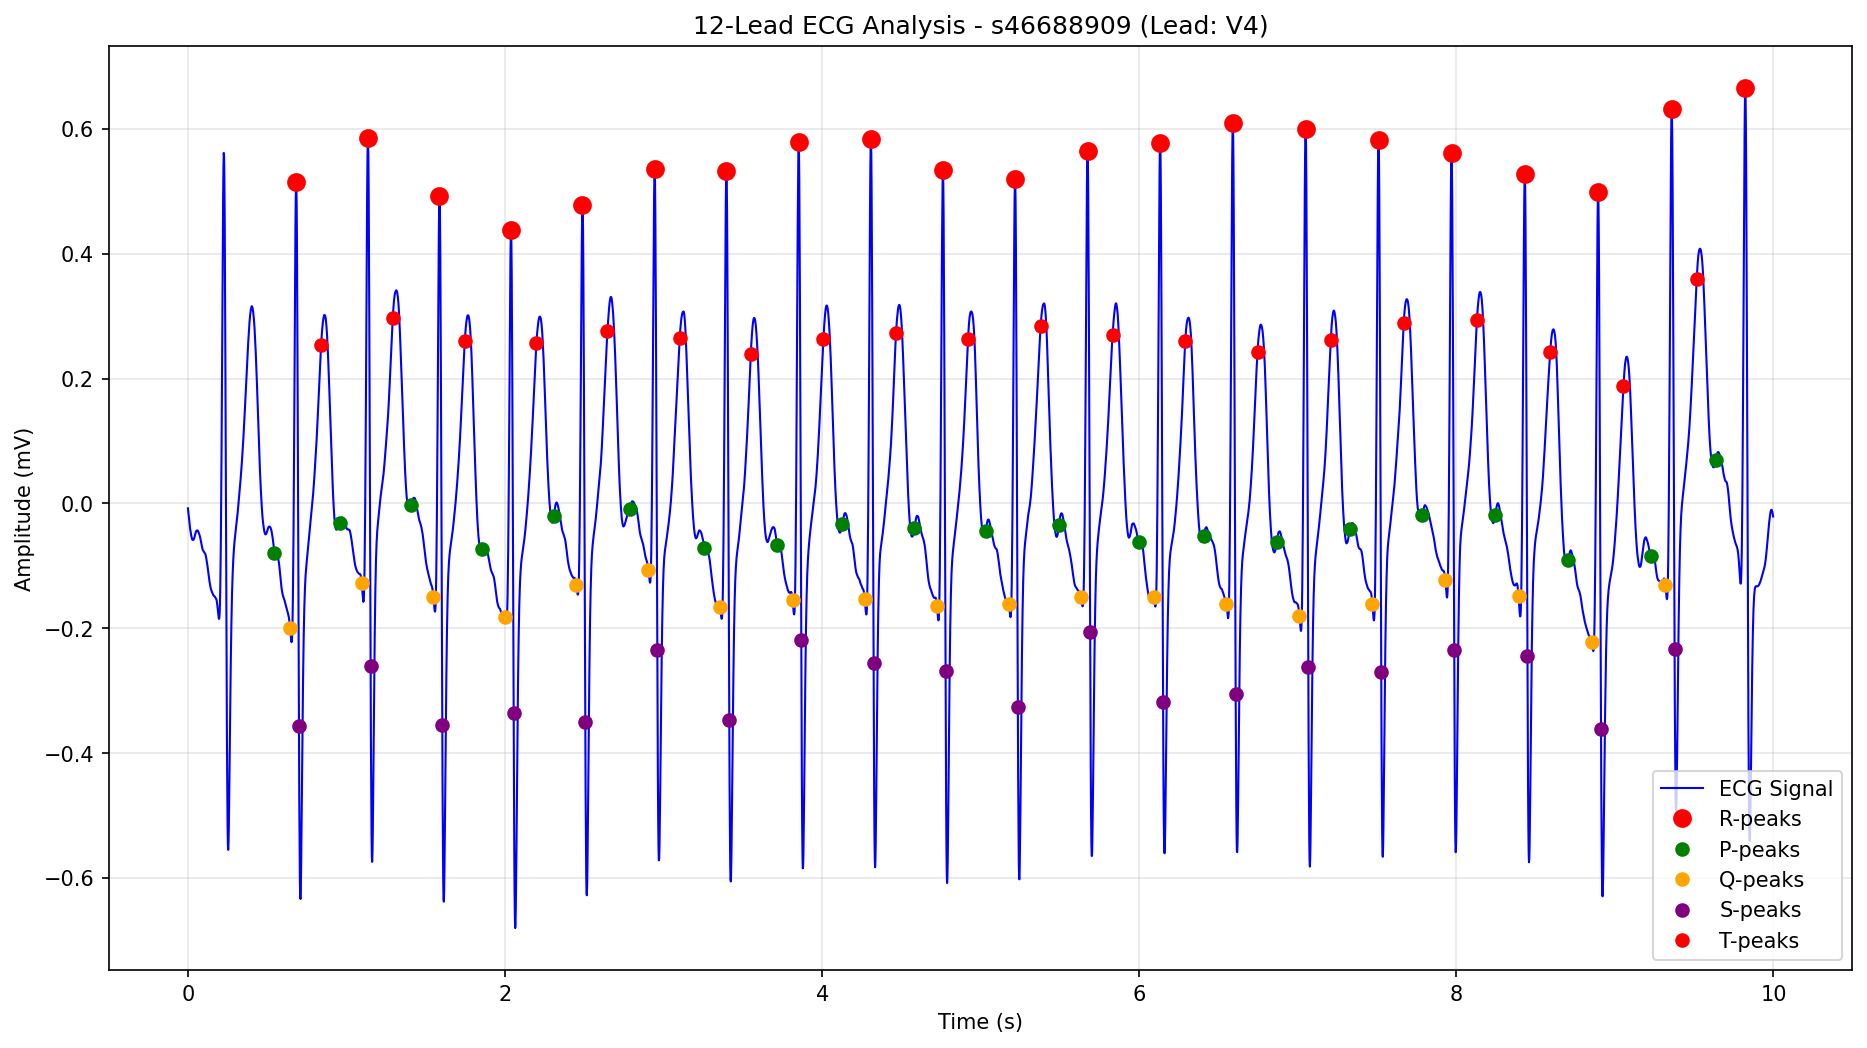 12-Lead ECG Analysis - s46688909 (Lead: V4)
Amplitude (mV)
0.6
0.4
0.2
0.0
−0.2
−0.4
−0.6
0 2 4 6 8 10
Time (s)
ECG Signal
R-peaks
P-peaks
Q-peaks
S-peaks
T-peaks